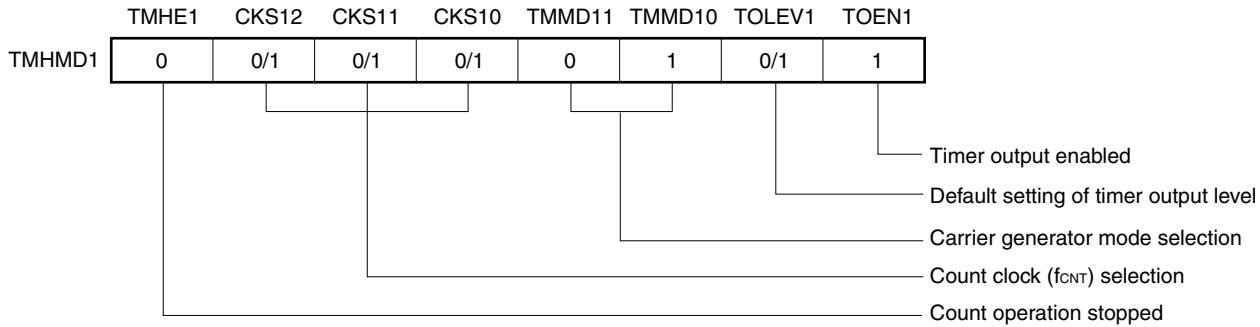 TMHE1 CKS12 CKS11 CKS10 TMMD11 TMMD10 TOLEV1 TOEN1
TMHMD1 0 0/1 0/1 0/1 0 1 0/1 1
Timer output enabled
Default setting of timer output level
Carrier generator mode selection
Count clock (fCNT) selection
Count operation stopped